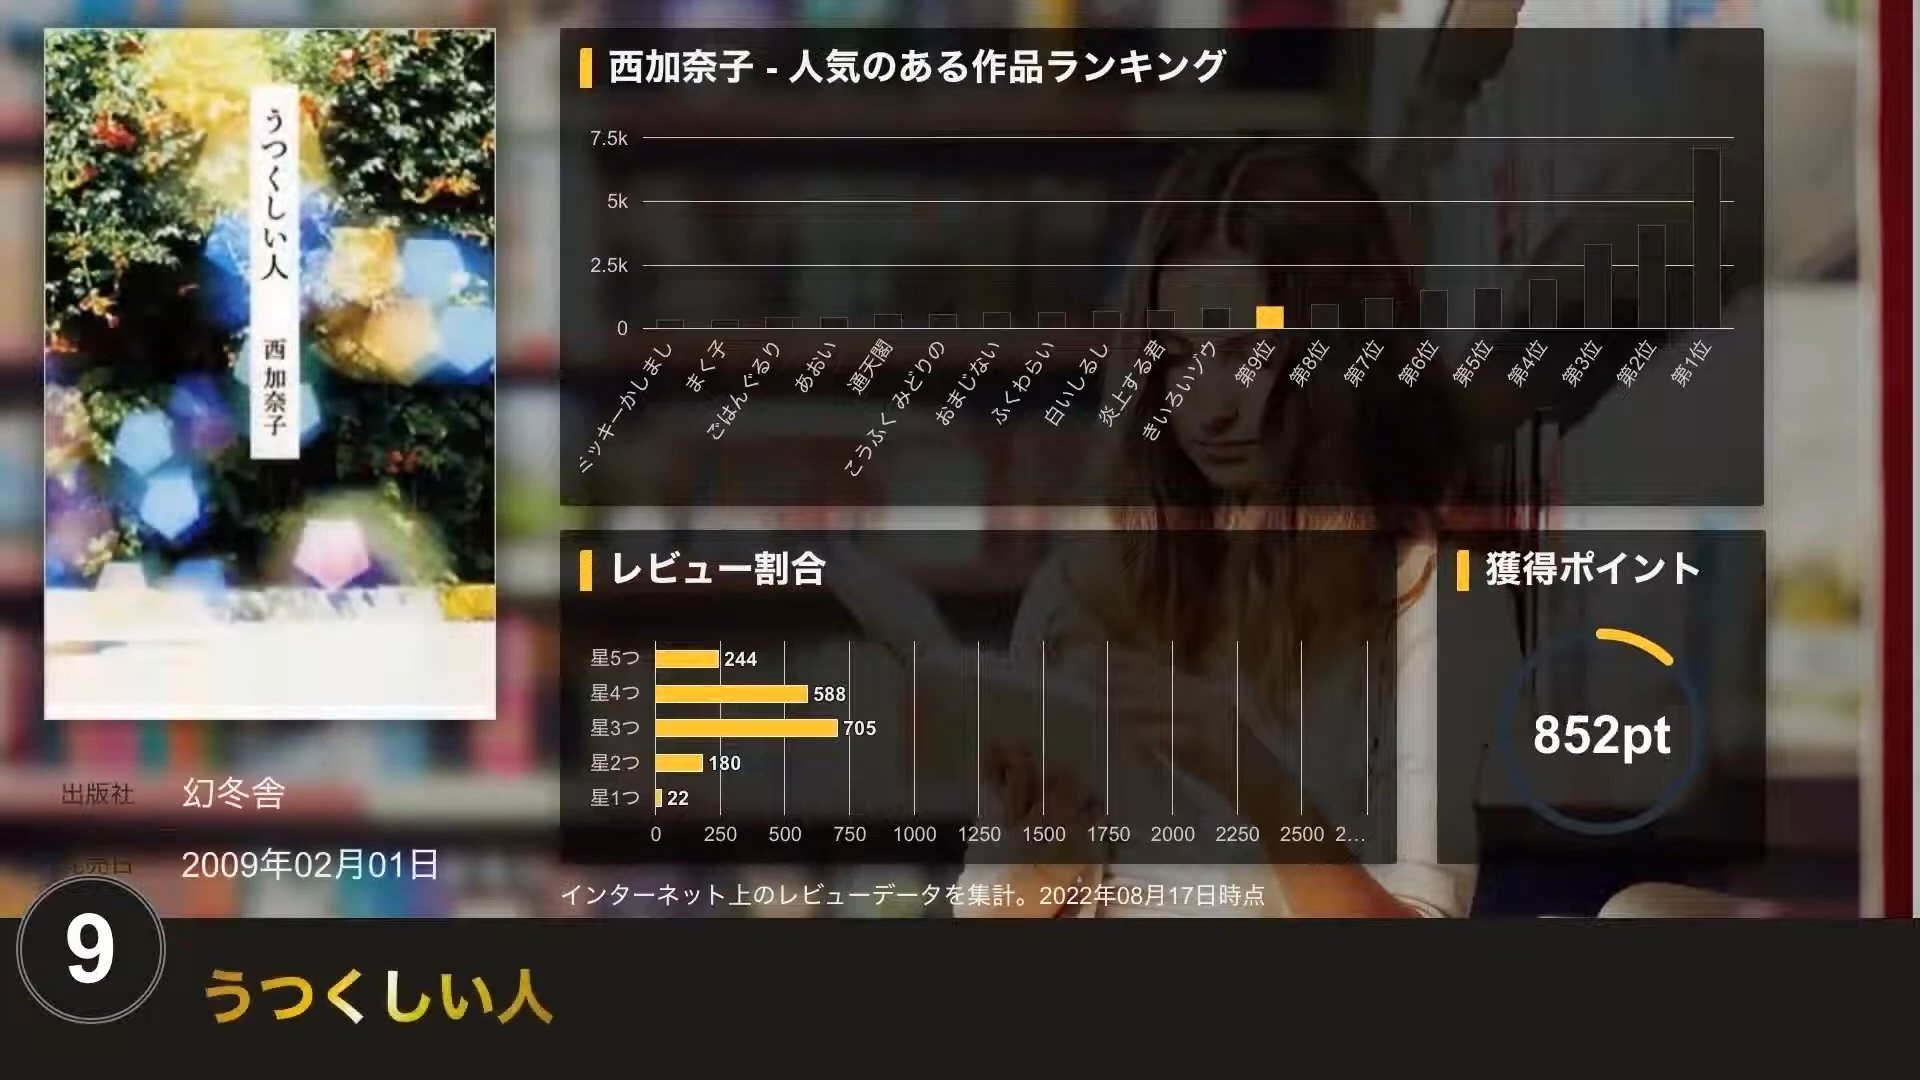 うつくしい人
西加奈子
西加奈子 - 人気のある作品ランキング
7.5k
5k
2.5k
0
ミッキーかしまし
まく子
ごはんぐるり
あおい
通天閣
こうふく みどりの
おまじない
ふくわらい
白いしるし
炎上する君
きいろいゾウ
第9位
第8位
第7位
第6位
第5位
第4位
第3位
第2位
第1位
レビュー割合
星5つ 244
星4つ 588
星3つ 705
星2つ 180
星1つ 22
0 250 500 750 1000 1250 1500 1750 2000 2250 2500 2...
獲得ポイント
852pt
出版社 幻冬舎
発売日 2009年02月01日
インターネット上のレビューデータを集計。2022年08月17日時点
9
うつくしい人